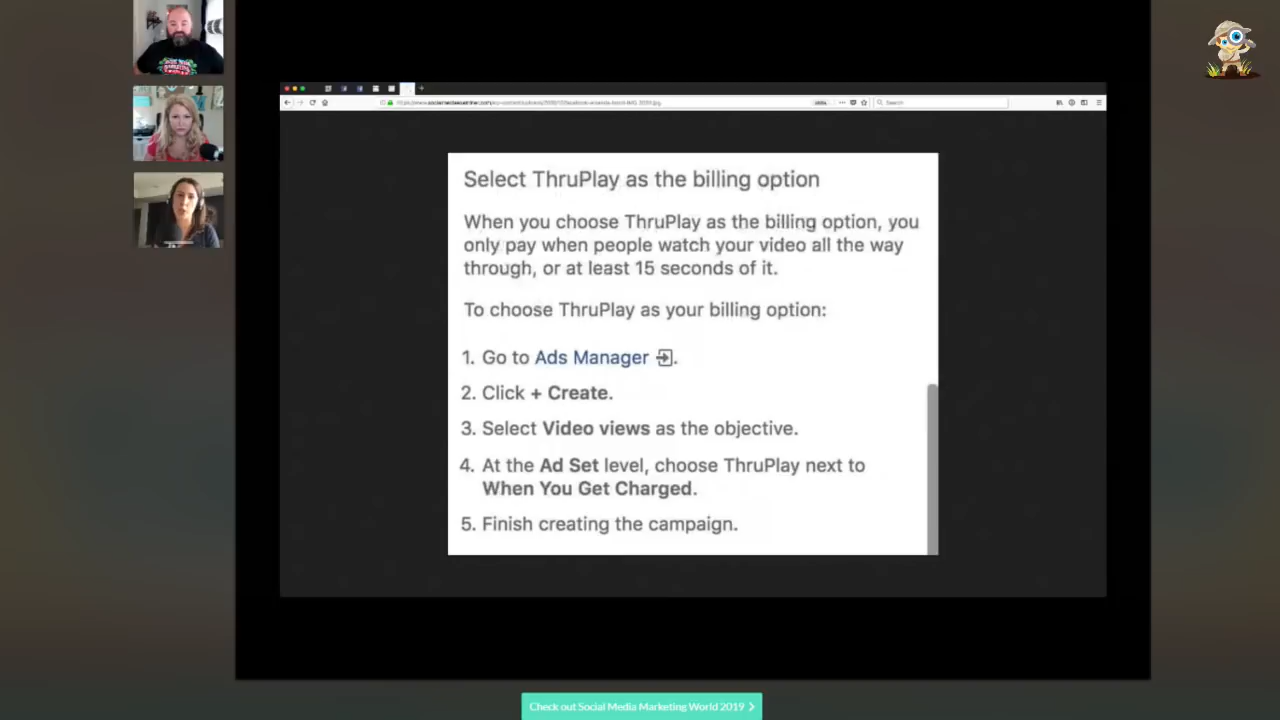 Search
Select ThruPlay as the billing option
When you choose ThruPlay as the billing option, you
only pay when people watch your video all the way
through, or at least 15 seconds of it.
To choose ThruPlay as your billing option:
1. Go to Ads Manager.
2. Click + Create.
3. Select Video views as the objective.
4. At the Ad Set level, choose ThruPlay next to
When You Get Charged.
5. Finish creating the campaign.
Check out Social Media Marketing World 2019